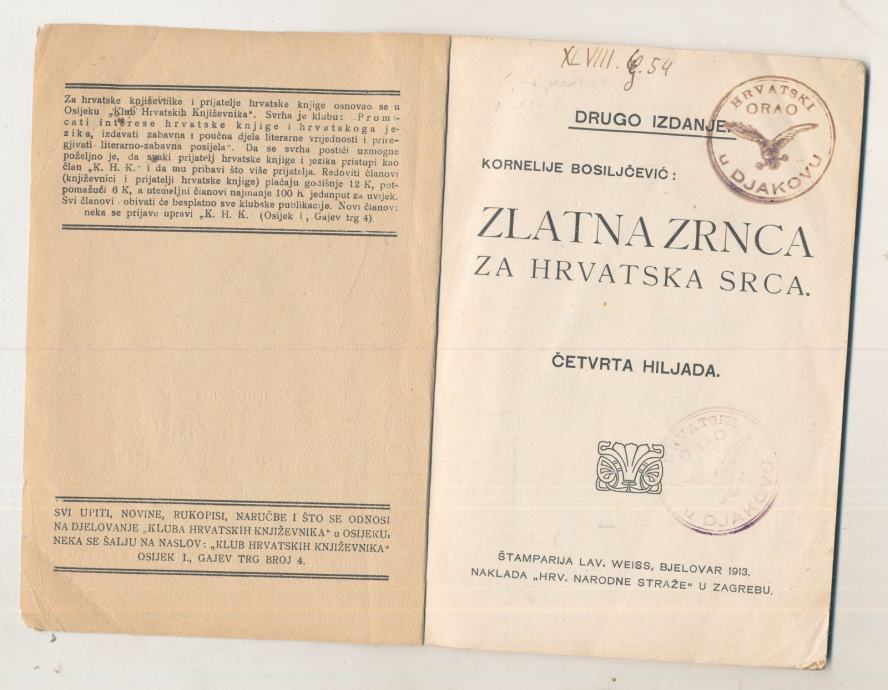 Za hrvatske književnike i prijatelje hrvatske knjige osnovao se u
Osijeku „Klub Hrvatskih Književnika“. Svrha je klubu: Promi-
cati interese hrvatske knjige i hrvatskoga je-
zika, izdavati zabavna i poučna djela literarne vrijednosti i prire-
gjivati literarno-zabavna posijela“. Da se svrha postići uzmogne
poželjno je, da svaki prijatelj hrvatske knjige i jezika pristupi kao
član „K. H. K.“ i da mu pribavi što više prijatelja. Redoviti članovi
(književnici i prijatelji hrvatske knjige) plaćaju godišnje 12 K, pot-
pomažući 6 K, a utemeljni članovi najmanje 100 K jedanput za uvijek.
Svi članovi obivati će besplatno sve klubske publikacije. Novi članovi
neka se prijave upravi „K. H. K.“ (Osijek I, Gajev trg 4).
SVI UPITI, NOVINE, RUKOPISI, NARUČBE I ŠTO SE ODNOSI
NA DJELOVANJE „KLUBA HRVATSKIH KNJIŽEVNIKA“ u OSIJEKU,
NEKA SE ŠALJU NA NASLOV: „KLUB HRVATSKIH KNJIŽEVNIKA“
OSIJEK I., GAJEV TRG BROJ 4.
XLVIII. 54
HRVATSKI
ORAO
u DJAKOVU
DRUGO IZDANJE.
KORNELIJE BOSILJČEVIĆ:
ZLATNA ZRNCA
ZA HRVATSKA SRCA.
ČETVRTA HILJADA.
HRVATSKI
ORAO
u DJAKOVU
ŠTAMPARIJA LAV. WEISS, BJELOVAR 1913.
NAKLADA „HRV. NARODNE STRAŽE“ U ZAGREBU.